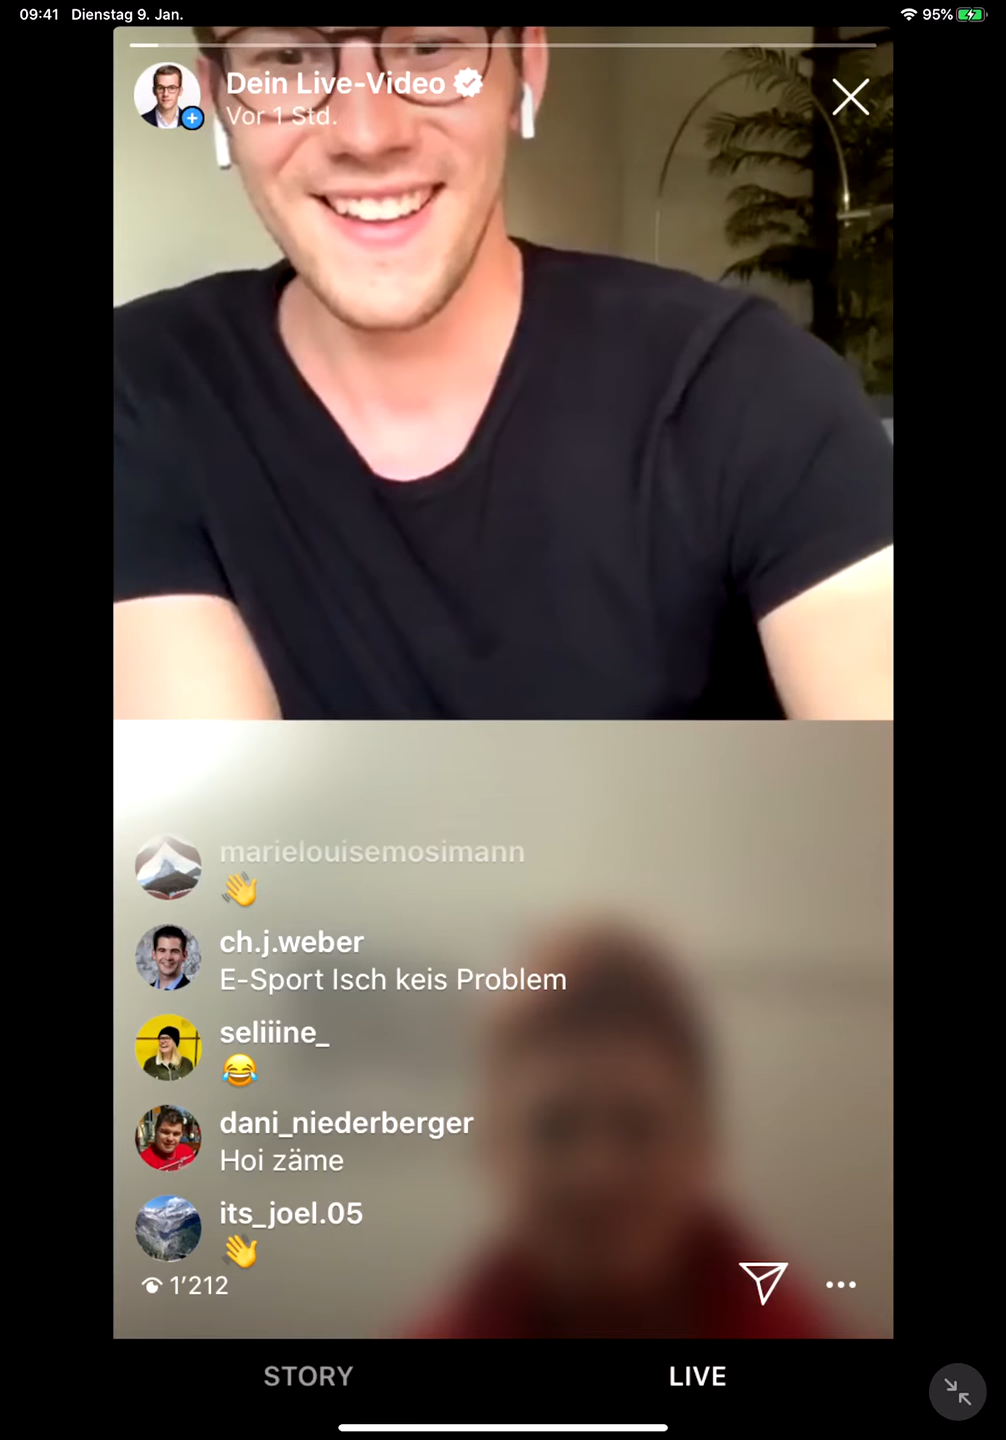 09:41 Dienstag 9. Jan.
95%
Dein Live-Video
Vor 1 Std.
marielouisemosimann
👋
ch.j.weber
E-Sport Isch keis Problem
seliiine_
😂
dani_niederberger
Hoi zäme
its_joel.05
👋
1'212
STORY
LIVE